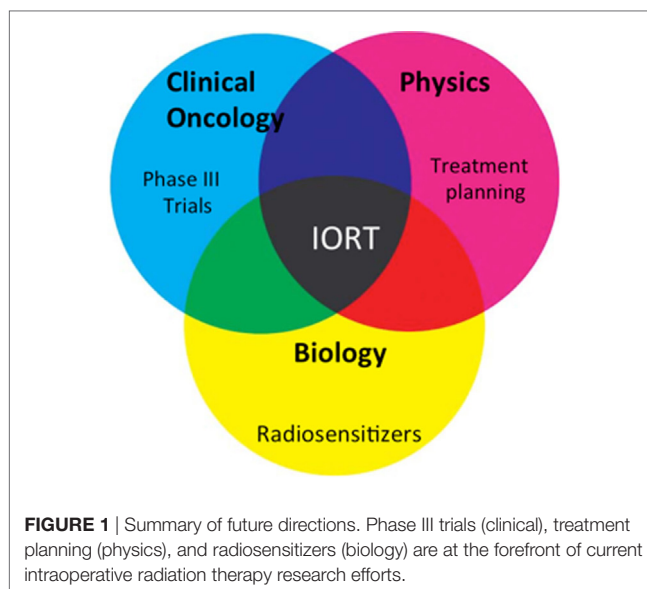 Clinical
Oncology
Physics
Phase III
Trials
Treatment
planning
IORT
Biology
Radiosensitizers
FIGURE 1 | Summary of future directions. Phase III trials (clinical), treatment
planning (physics), and radiosensitizers (biology) are at the forefront of current
intraoperative radiation therapy research efforts.